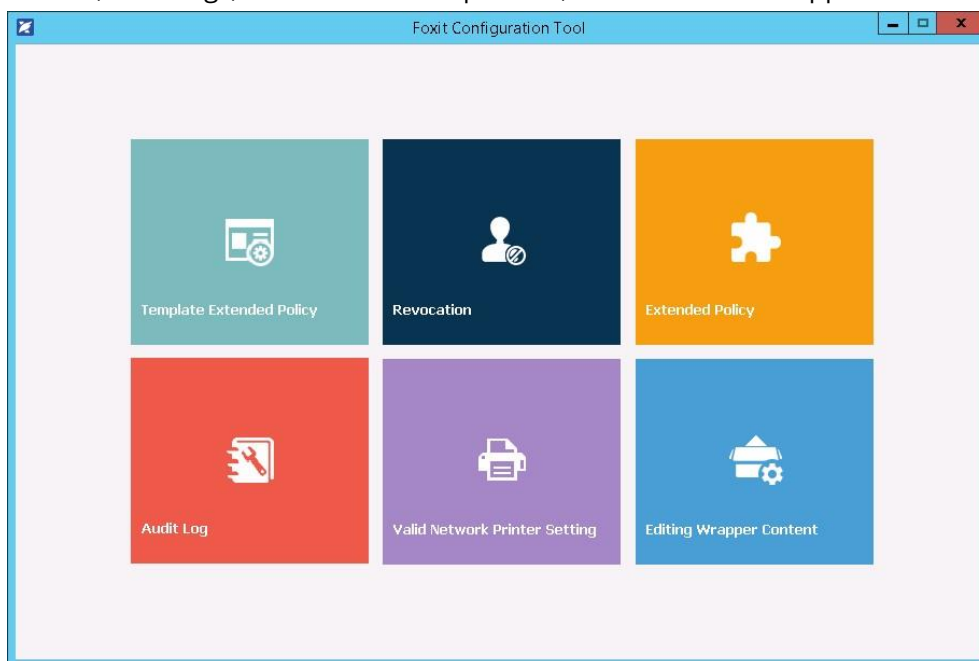 Foxit Configuration Tool
Template Extended Policy
Revocation
Extended Policy
Audit Log
Valid Network Printer Setting
Editing Wrapper Content